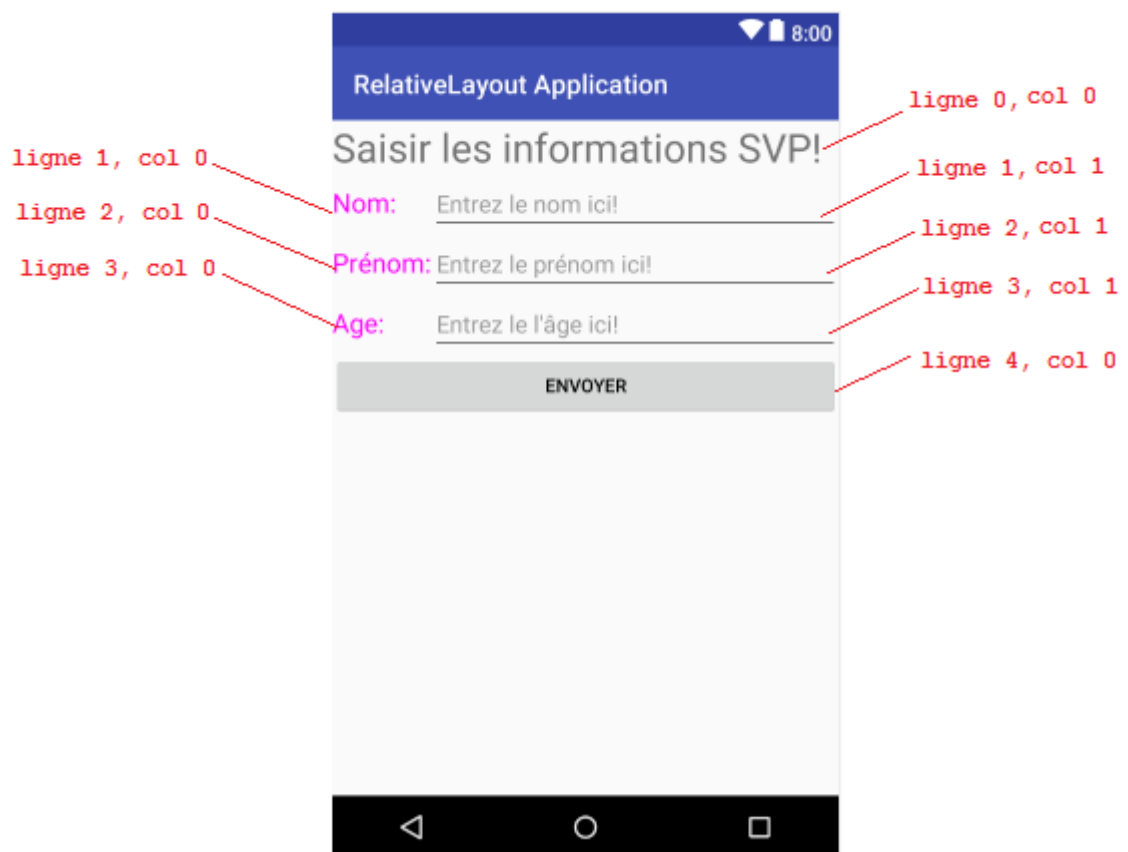 8:00
RelativeLayout Application
ligne 0, col 0
Saisir les informations SVP!
ligne 1, col 0
ligne 1, col 1
Nom: Entrez le nom ici!
ligne 2, col 0
ligne 2, col 1
Prénom: Entrez le prénom ici!
ligne 3, col 0
ligne 3, col 1
Age: Entrez le l'âge ici!
ligne 4, col 0
ENVOYER